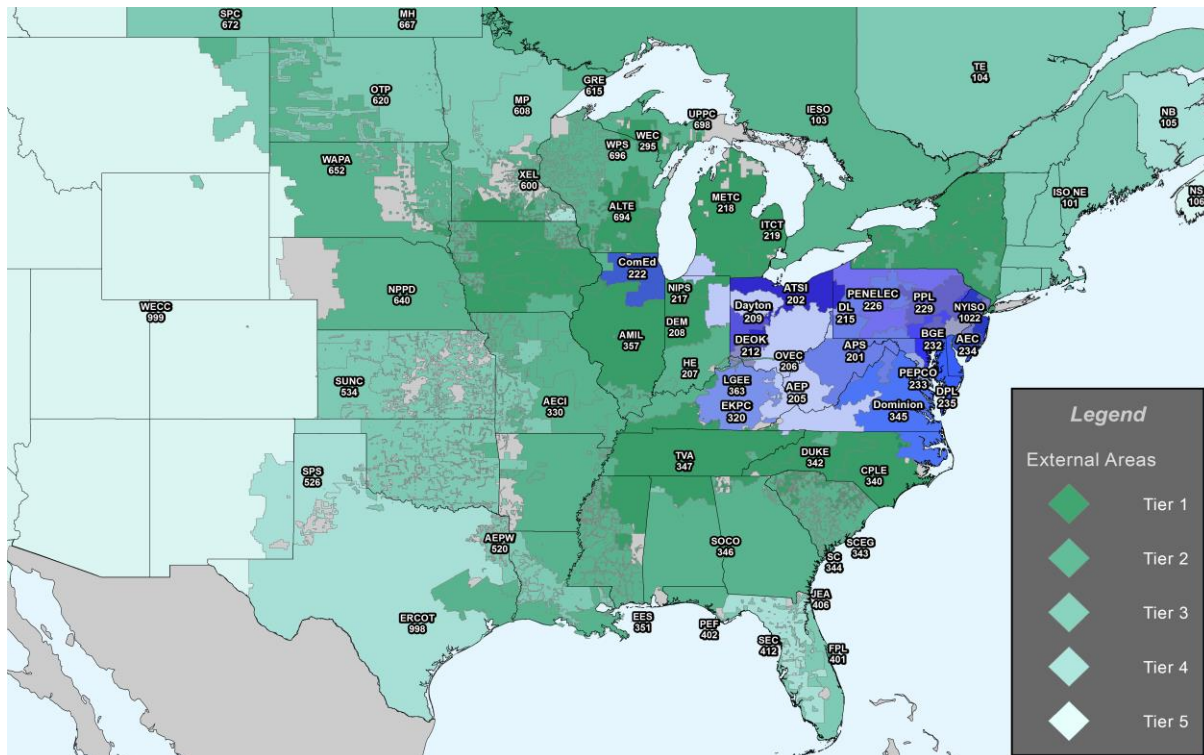 SPC
672
MH
667
GRE
615
TE
104
OTP
620
MP
608
UPPC
698
IESO
103
NB
105
WEC
295
WPS
696
WAPA
652
XEL
600
METC
218
ISO NE
101
NS
106
ALTE
694
ITCT
219
ComEd
222
NPPD
640
NIPS
217
ATSI
202
PENELEC
226
PPL
229
NYISO
1022
WECC
999
Dayton
209
DL
215
AMIL
357
DEM
208
BGE
232
AEC
234
DEOK
212
APS
201
OVEC
206
HE
207
PEPCO
233
SUNC
534
LGEE
363
AEP
205
DPL
235
AECI
330
EKPC
320
Dominion
345
SPS
526
TVA
347
DUKE
342
CPLE
340
AEPW
520
SOCO
346
SCEG
343
SC
344
JEA
406
ERCOT
998
EES
351
PEF
402
SEC
412
FPL
401
Legend
External Areas
Tier 1
Tier 2
Tier 3
Tier 4
Tier 5